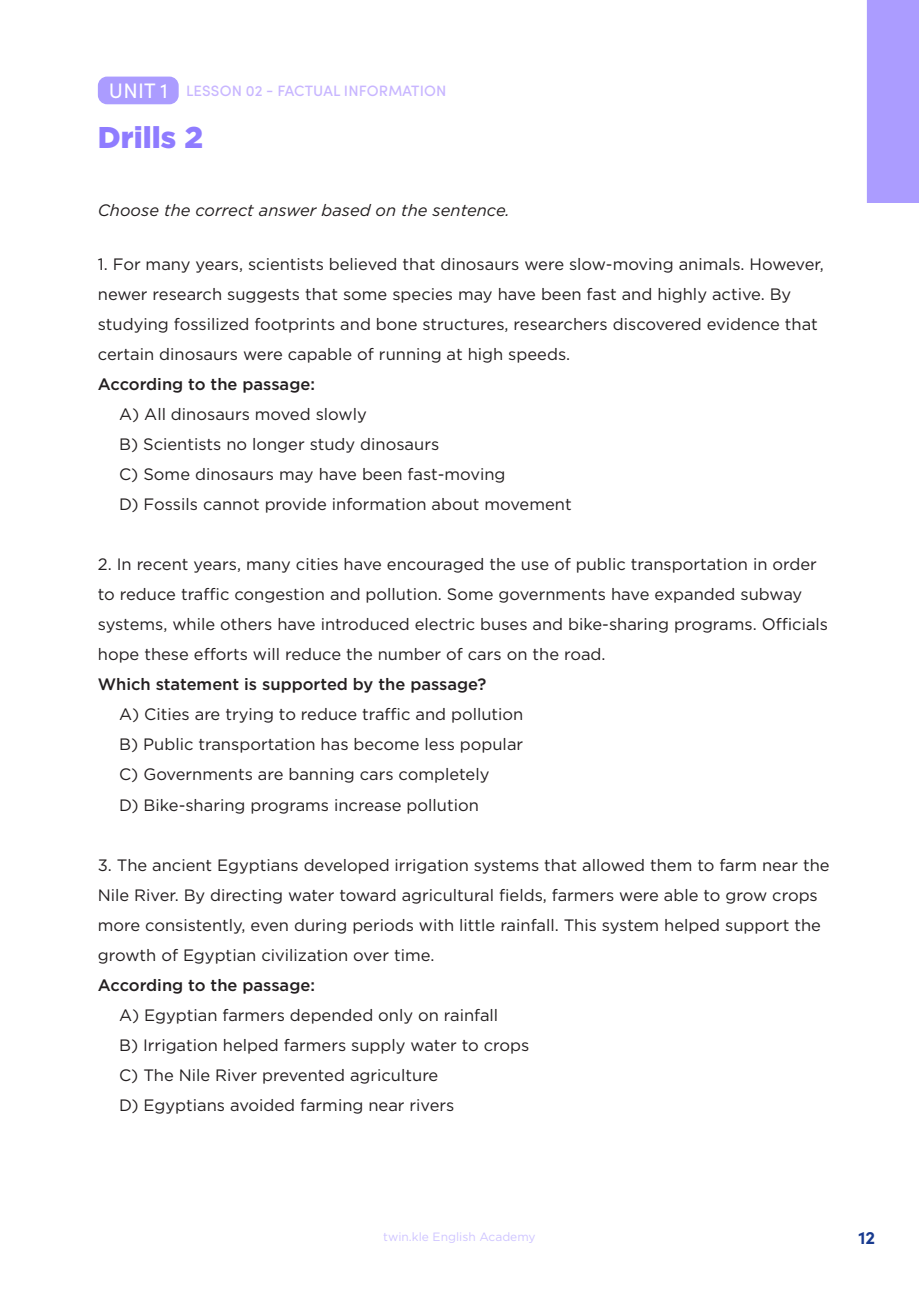 UNIT 1 LESSON 02 – FACTUAL INFORMATION
Drills 2
Choose the correct answer based on the sentence.
1. For many years, scientists believed that dinosaurs were slow-moving animals. However,
newer research suggests that some species may have been fast and highly active. By
studying fossilized footprints and bone structures, researchers discovered evidence that
certain dinosaurs were capable of running at high speeds.
According to the passage:
A) All dinosaurs moved slowly
B) Scientists no longer study dinosaurs
C) Some dinosaurs may have been fast-moving
D) Fossils cannot provide information about movement
2. In recent years, many cities have encouraged the use of public transportation in order
to reduce traffic congestion and pollution. Some governments have expanded subway
systems, while others have introduced electric buses and bike-sharing programs. Officials
hope these efforts will reduce the number of cars on the road.
Which statement is supported by the passage?
A) Cities are trying to reduce traffic and pollution
B) Public transportation has become less popular
C) Governments are banning cars completely
D) Bike-sharing programs increase pollution
3. The ancient Egyptians developed irrigation systems that allowed them to farm near the
Nile River. By directing water toward agricultural fields, farmers were able to grow crops
more consistently, even during periods with little rainfall. This system helped support the
growth of Egyptian civilization over time.
According to the passage:
A) Egyptian farmers depended only on rainfall
B) Irrigation helped farmers supply water to crops
C) The Nile River prevented agriculture
D) Egyptians avoided farming near rivers
twin.kle English Academy
12